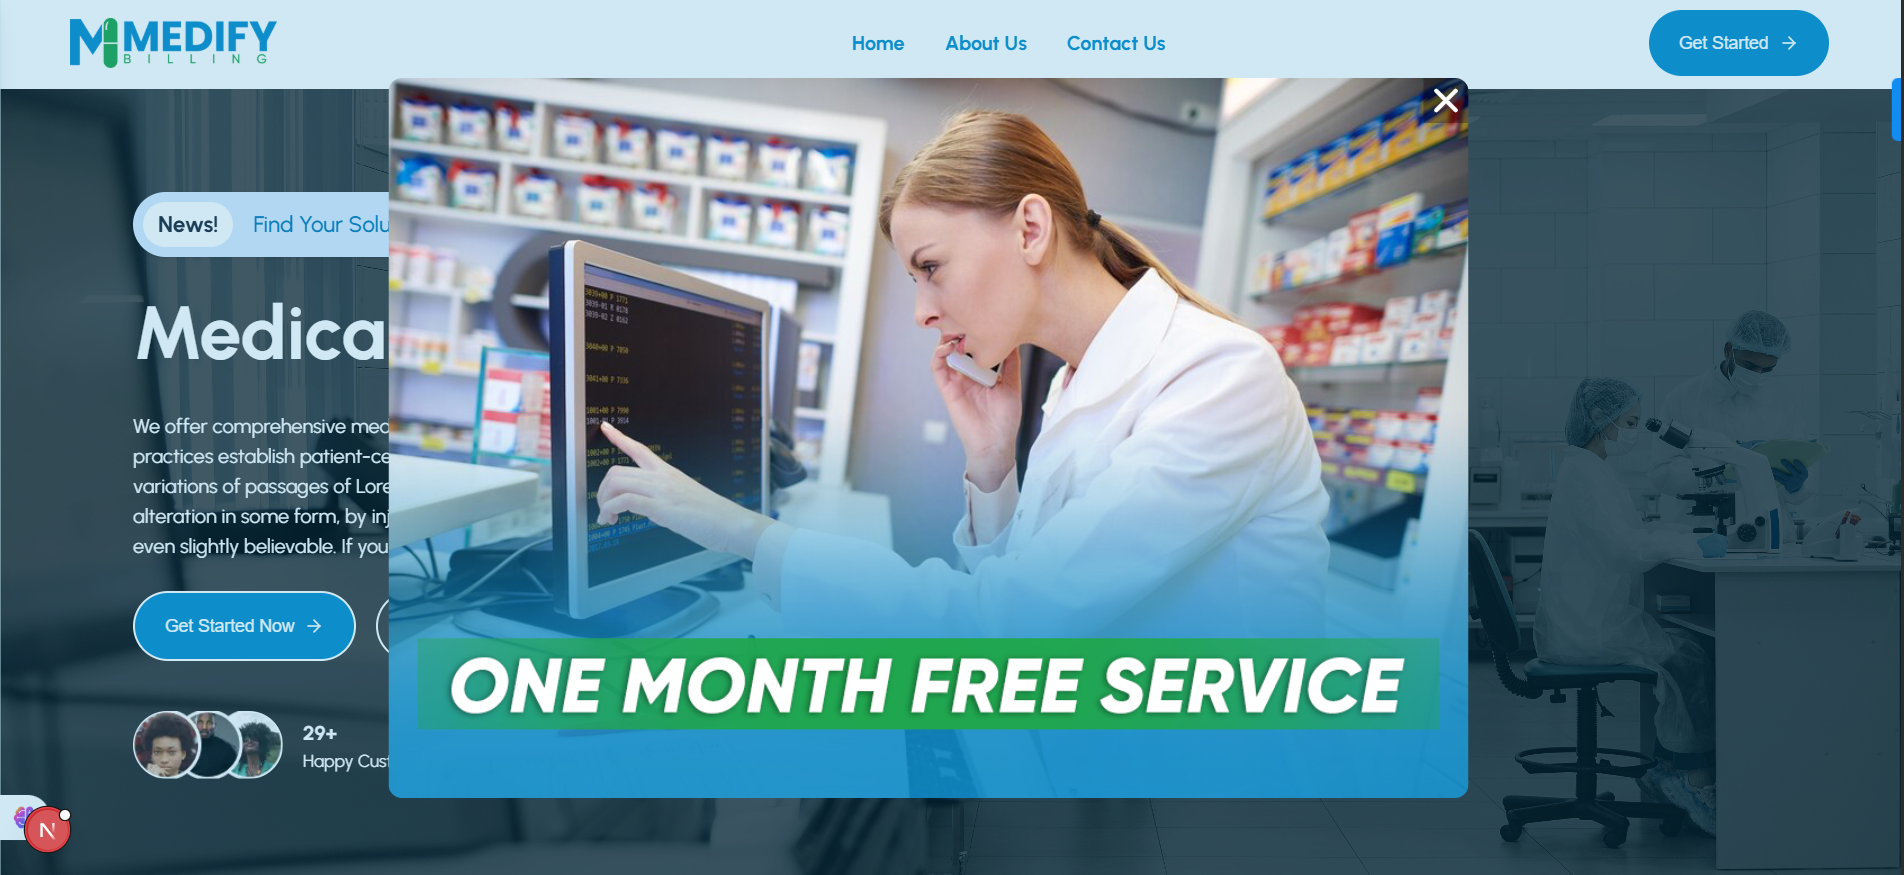 MEDIFY
BILLING
Home
About Us
Contact Us
Get Started
News!
Find Your Solu
Medica
We offer comprehensive med
practices establish patient-ce
variations of passages of Lore
alteration in some form, by inj
even slightly believable. If you
Get Started Now
29+
Happy Cust
ONE MONTH FREE SERVICE
N